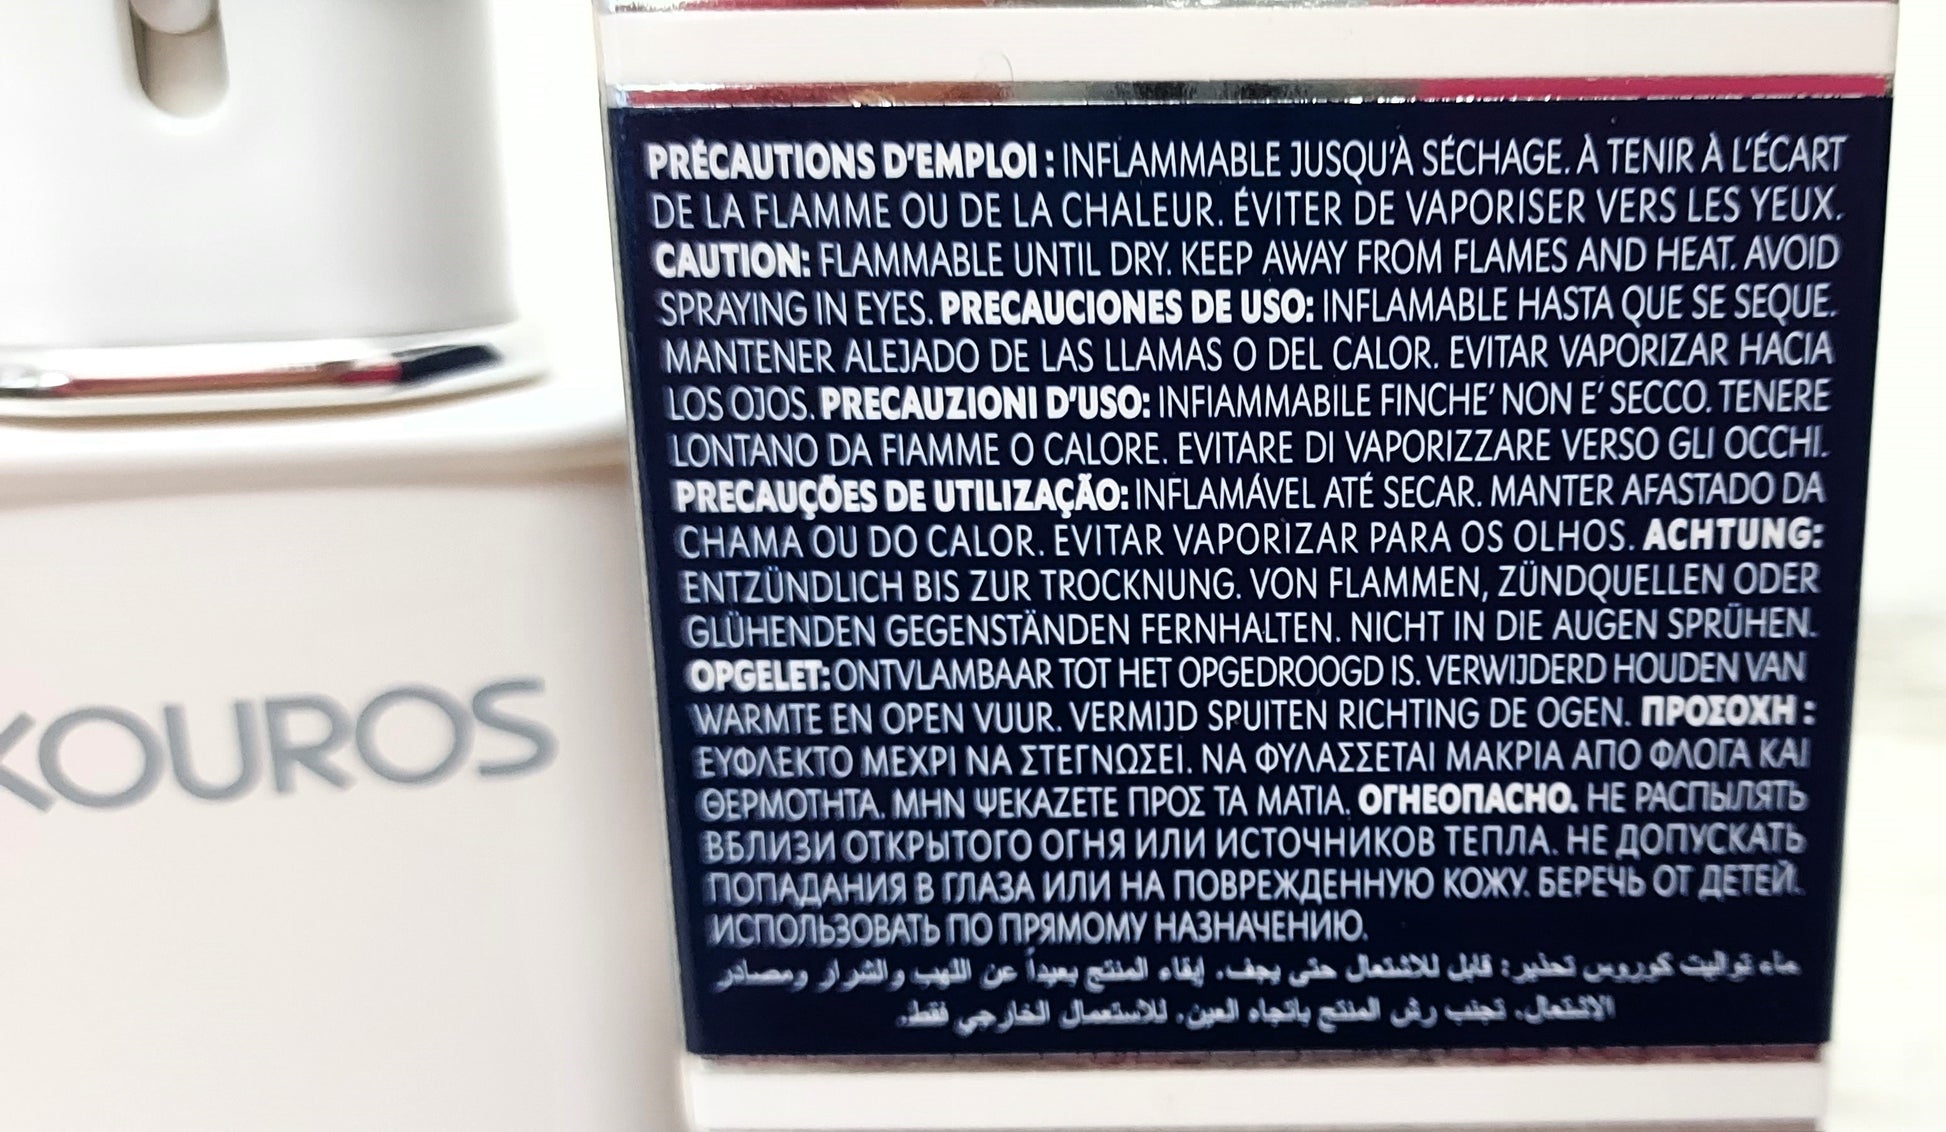 KOUROS
PRÉCAUTIONS D'EMPLOI : INFLAMMABLE JUSQU'À SÉCHAGE. À TENIR À L'ÉCART
DE LA FLAMME OU DE LA CHALEUR. ÉVITER DE VAPORISER VERS LES YEUX.
CAUTION: FLAMMABLE UNTIL DRY. KEEP AWAY FROM FLAMES AND HEAT. AVOID
SPRAYING IN EYES. PRECAUCIONES DE USO: INFLAMABLE HASTA QUE SE SEQUE.
MANTENER ALEJADO DE LAS LLAMAS O DEL CALOR. EVITAR VAPORIZAR HACIA
LOS OJOS. PRECAUZIONI D'USO: INFIAMMABILE FINCHE' NON E' SECCO. TENERE
LONTANO DA FIAMME O CALORE. EVITARE DI VAPORIZZARE VERSO GLI OCCHI.
PRECAUÇÕES DE UTILIZAÇÃO: INFLAMÁVEL ATÉ SECAR. MANTER AFASTADO DA
CHAMA OU DO CALOR. EVITAR VAPORIZAR PARA OS OLHOS. ACHTUNG:
ENTZÜNDLICH BIS ZUR TROCKNUNG. VON FLAMMEN, ZÜNDQUELLEN ODER
GLÜHENDEN GEGENSTÄNDEN FERNHALTEN. NICHT IN DIE AUGEN SPRÜHEN.
OPGELET: ONTVLAMBAAR TOT HET OPGEDROOGD IS. VERWIJDERD HOUDEN VAN
WARMTE EN OPEN VUUR. VERMIJD SPUITEN RICHTING DE OGEN. ΠΡΟΣΟΧΗ :
ΕΥΦΛΕΚΤΟ ΜΕΧΡΙ ΝΑ ΣΤΕΓΝΩΣΕΙ. ΝΑ ΦΥΛΑΣΣΕΤΑΙ ΜΑΚΡΙΑ ΑΠΟ ΦΛΟΓΑ ΚΑΙ
ΘΕΡΜΟΤΗΤΑ. ΜΗΝ ΨΕΚΑΖΕΤΕ ΠΡΟΣ ΤΑ ΜΑΤΙΑ. ОГНЕОПАСНО. НЕ РАСПЫЛЯТЬ
ВБЛИЗИ ОТКРЫТОГО ОГНЯ ИЛИ ИСТОЧНИКОВ ТЕПЛА. НЕ ДОПУСКАТЬ
ПОПАДАНИЯ В ГЛАЗА ИЛИ НА ПОВРЕЖДЕННУЮ КОЖУ. БЕРЕЧЬ ОТ ДЕТЕЙ.
ИСПОЛЬЗОВАТЬ ПО ПРЯМОМУ НАЗНАЧЕНИЮ.
ماء تواليت كوروس تحذير: قابل للاشتعال حتى يجف. إبقاء المنتج بعيداً عن اللهب والشرار ومصادر
الاشتعال. تجنب رش المنتج باتجاه العين. للاستعمال الخارجي فقط.